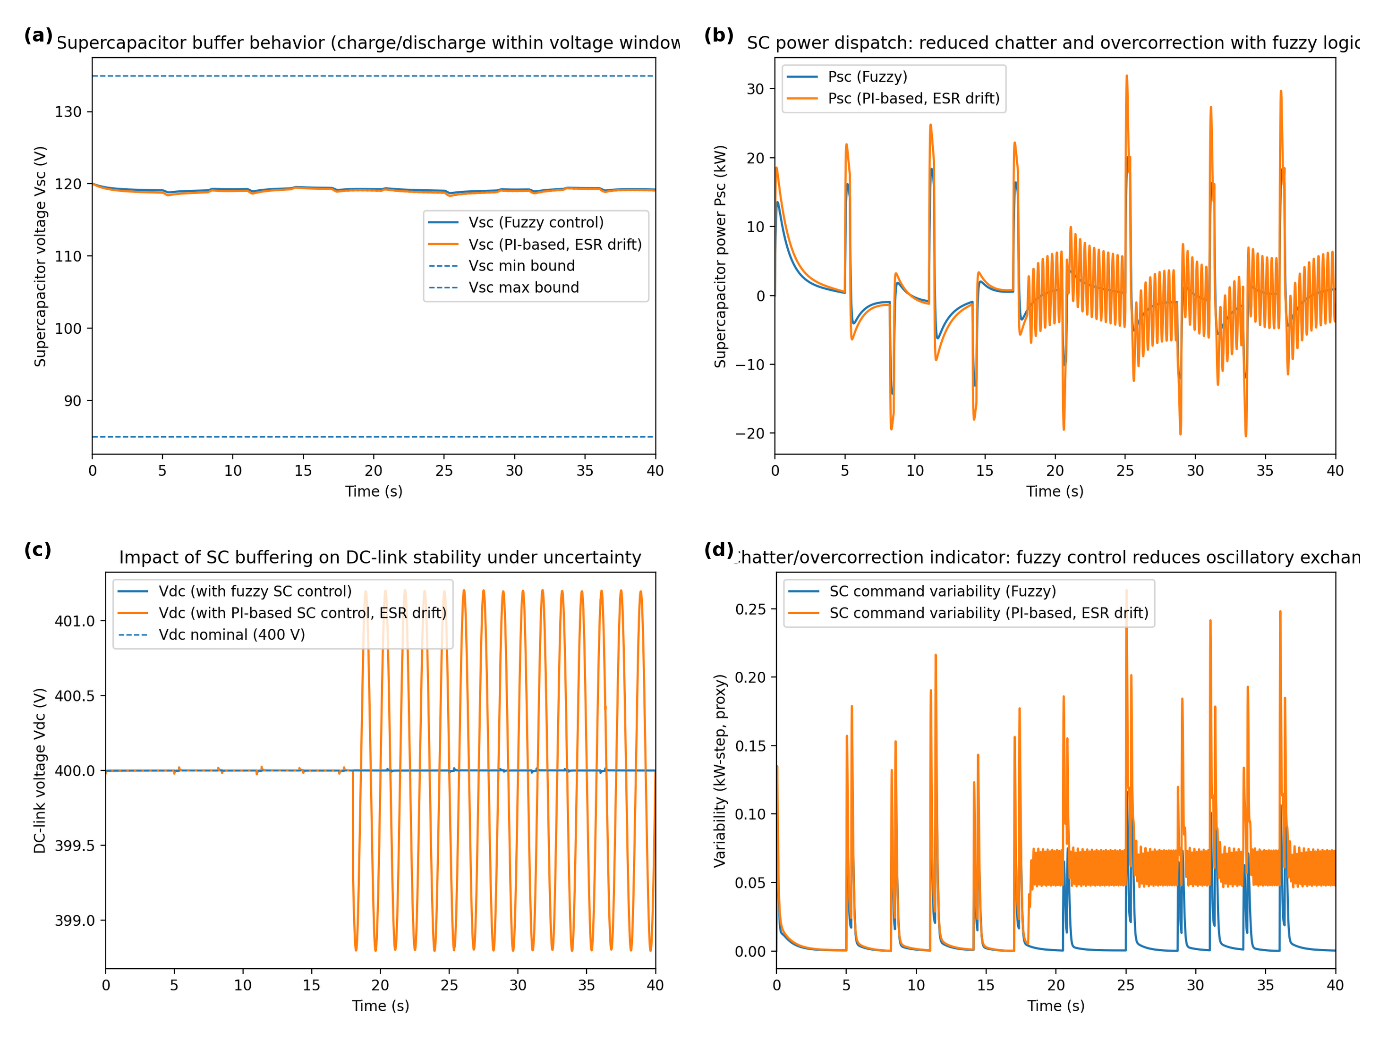 (a) Supercapacitor buffer behavior (charge/discharge within voltage window
Supercapacitor voltage Vsc (V)
130
120
110
100
90
Vsc (Fuzzy control)
Vsc (PI-based, ESR drift)
Vsc min bound
Vsc max bound
0 5 10 15 20 25 30 35 40
Time (s)
(b) SC power dispatch: reduced chatter and overcorrection with fuzzy logic
Supercapacitor power Psc (kW)
30
20
10
0
−10
−20
Psc (Fuzzy)
Psc (PI-based, ESR drift)
0 5 10 15 20 25 30 35 40
Time (s)
(c) Impact of SC buffering on DC-link stability under uncertainty
DC-link voltage Vdc (V)
401.0
400.5
400.0
399.5
399.0
Vdc (with fuzzy SC control)
Vdc (with PI-based SC control, ESR drift)
Vdc nominal (400 V)
0 5 10 15 20 25 30 35 40
Time (s)
(d) hatter/overcorrection indicator: fuzzy control reduces oscillatory exchan
Variability (kW-step, proxy)
0.25
0.20
0.15
0.10
0.05
0.00
SC command variability (Fuzzy)
SC command variability (PI-based, ESR drift)
0 5 10 15 20 25 30 35 40
Time (s)